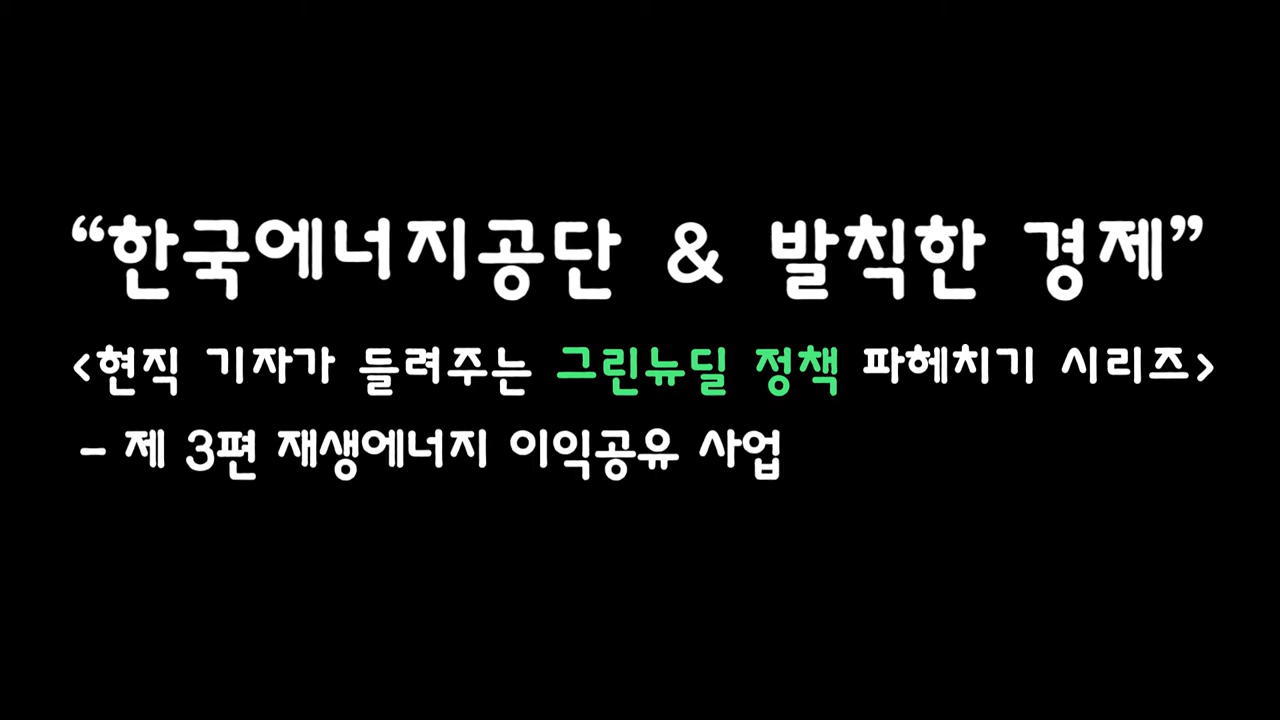 “한국에너지공단 & 발칙한 경제”
<현직 기자가 들려주는 그린뉴딜 정책 파헤치기 시리즈>
- 제 3편 재생에너지 이익공유 사업